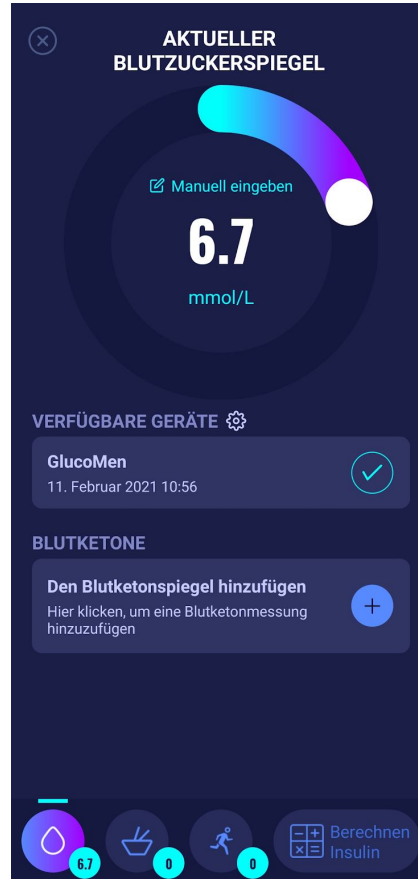 AKTUELLER
BLUTZUCKERSPIEGEL
Manuell eingeben
6.7
mmol/L
VERFÜGBARE GERÄTE
GlucoMen
11. Februar 2021 10:56
BLUTKETONE
Den Blutketonspiegel hinzufügen
Hier klicken, um eine Blutketonmessung
hinzuzufügen
6.7
0
0
Berechnen
Insulin